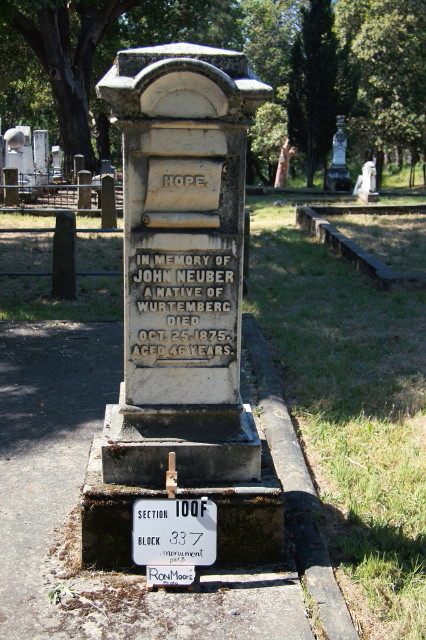 HOPE.
IN MEMORY OF
JOHN NEUBER
A NATIVE OF
WURTEMBERG
DIED
OCT. 25. 1875.
AGED 46 YEARS.
SECTION 100F
BLOCK 337
monument
RON MOORE